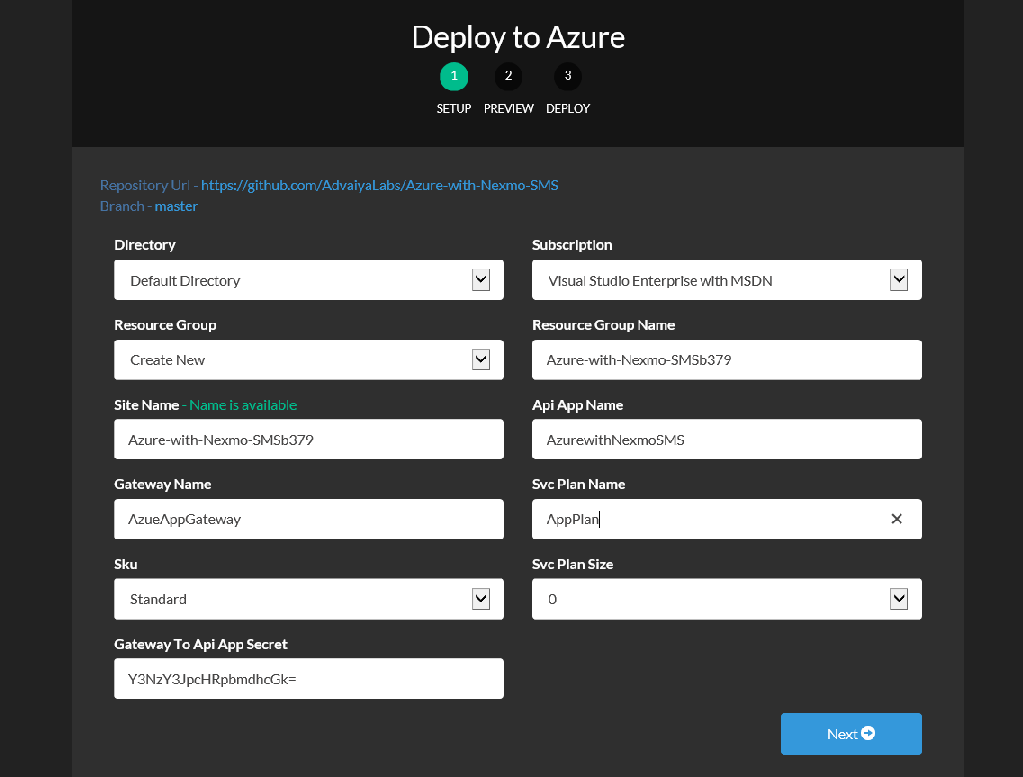 Deploy to Azure
1 2 3
SETUP PREVIEW DEPLOY
Repository Url - https://github.com/AdvaiyaLabs/Azure-with-Nexmo-SMS
Branch - master
Directory Subscription
Default Directory Visual Studio Enterprise with MSDN
Resource Group Resource Group Name
Create New Azure-with-Nexmo-SMSb379
Site Name - Name is available Api App Name
Azure-with-Nexmo-SMSb379 AzurewithNexmoSMS
Gateway Name Svc Plan Name
AzueAppGateway AppPlan
Sku Svc Plan Size
Standard 0
Gateway To Api App Secret
Y3NzY3JpcHRpbmdhcGk=
Next